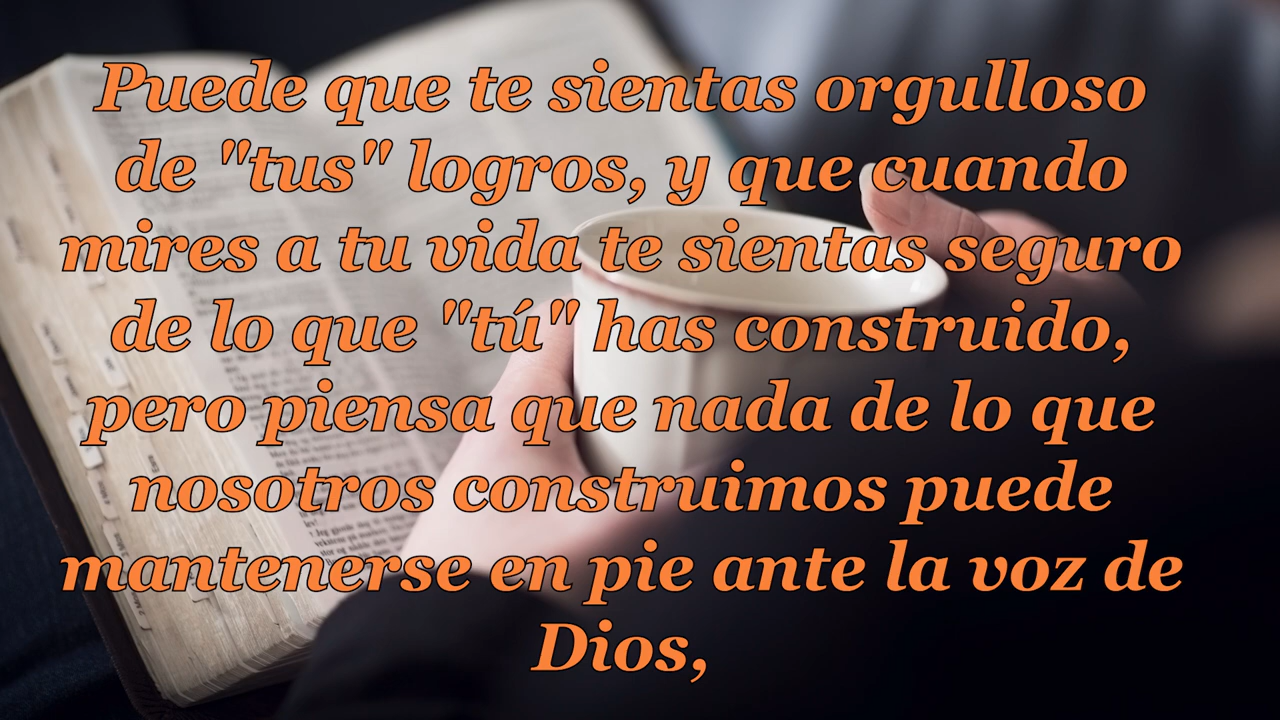 Puede que te sientas orgulloso
de "tus" logros, y que cuando
mires a tu vida te sientas seguro
de lo que "tú" has construido,
pero piensa que nada de lo que
nosotros construimos puede
mantenerse en pie ante la voz de
Dios,